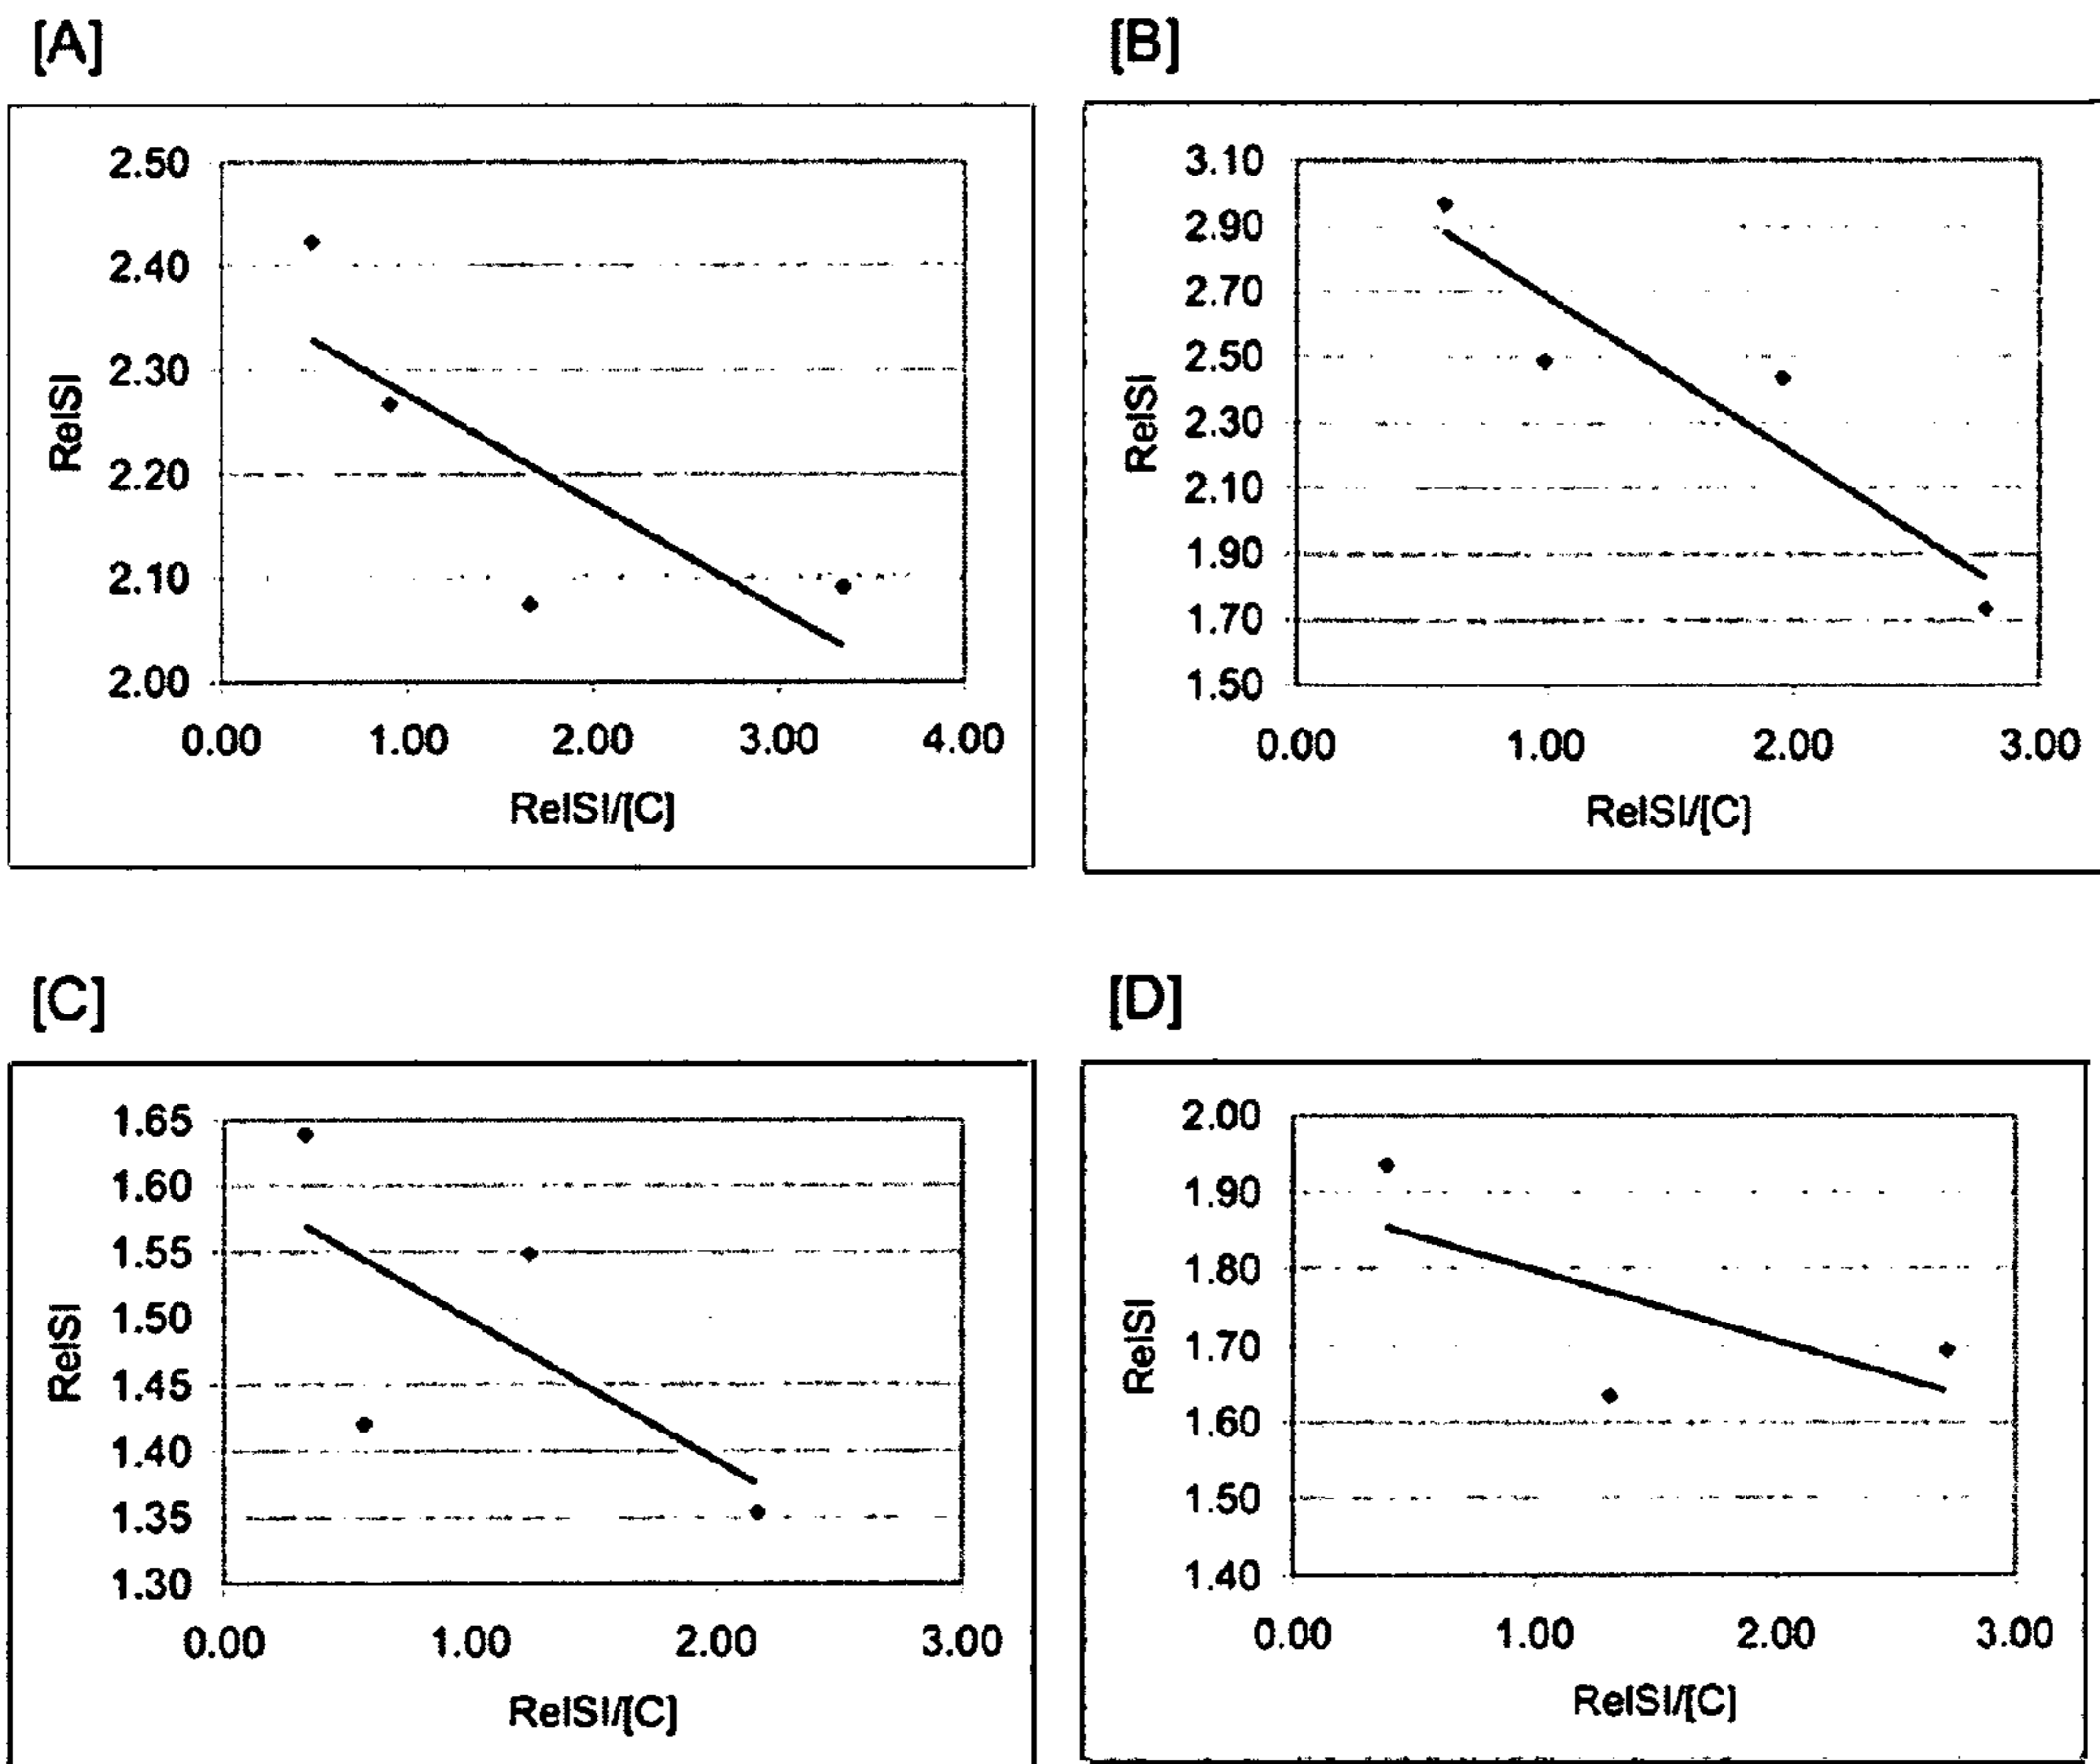 [A]
2.50
2.40
2.30
2.20
2.10
2.00
RelSI
0.00 1.00 2.00 3.00 4.00
RelSI/[C]
[B]
3.10
2.90
2.70
2.50
2.30
2.10
1.90
1.70
1.50
RelSI
0.00 1.00 2.00 3.00
RelSI/[C]
[C]
1.65
1.60
1.55
1.50
1.45
1.40
1.35
1.30
RelSI
0.00 1.00 2.00 3.00
RelSI/[C]
[D]
2.00
1.90
1.80
1.70
1.60
1.50
1.40
RelSI
0.00 1.00 2.00 3.00
RelSI/[C]